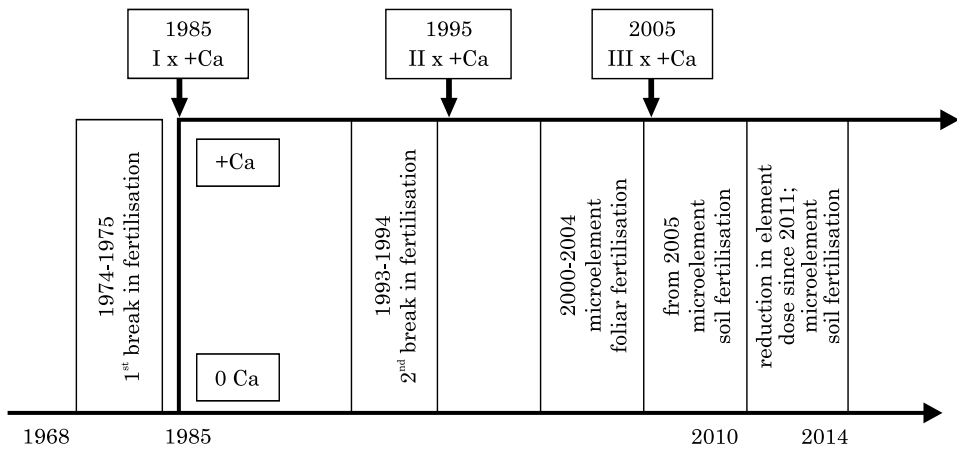 1985
I x +Ca
1995
II x +Ca
2005
III x +Ca
+Ca
0 Ca
1974-1975
1st break in fertilisation
1993-1994
2nd break in fertilisation
2000-2004
microelement
foliar fertilisation
from 2005
microelement
soil fertilisation
reduction in element
dose since 2011;
microelement
soil fertilisation
1968
1985
2010
2014